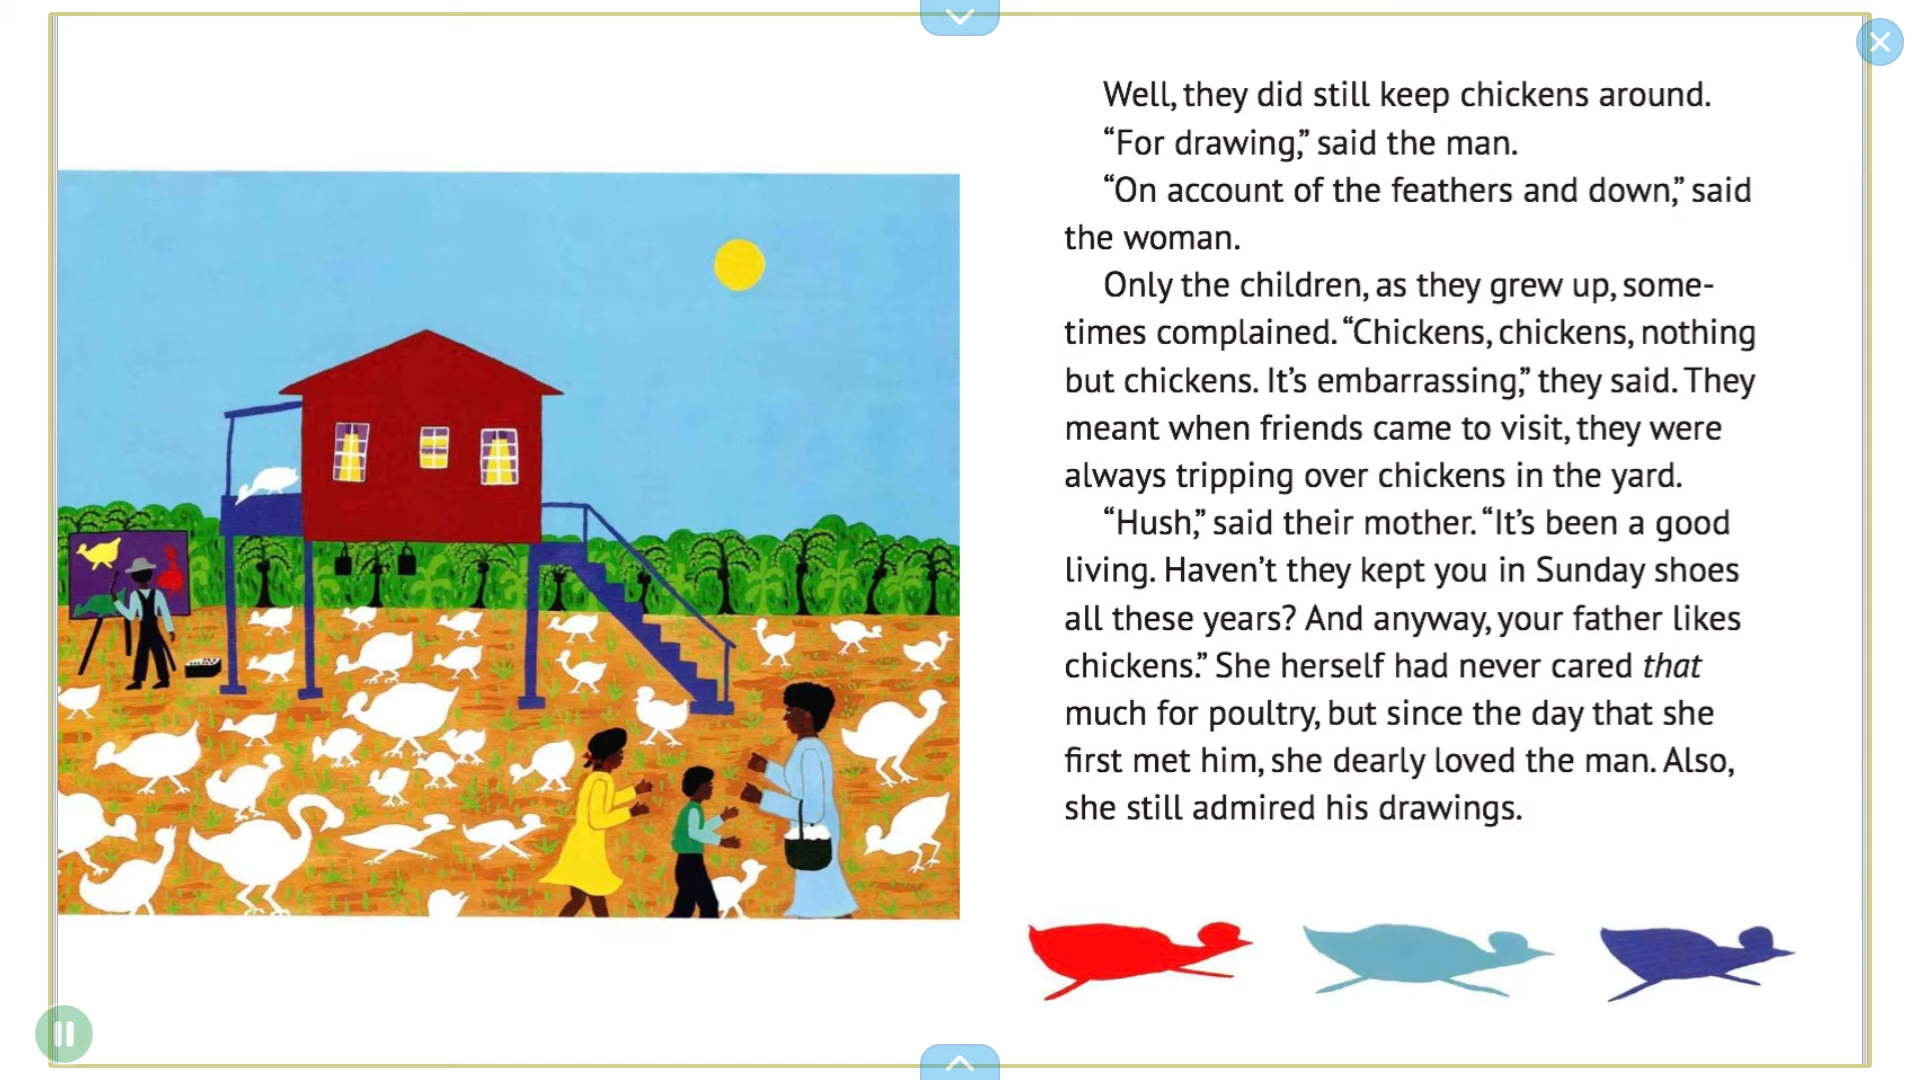 Well, they did still keep chickens around.
“For drawing,” said the man.
“On account of the feathers and down,” said
the woman.
Only the children, as they grew up, some-
times complained. “Chickens, chickens, nothing
but chickens. It’s embarrassing,” they said. They
meant when friends came to visit, they were
always tripping over chickens in the yard.
“Hush,” said their mother. “It’s been a good
living. Haven’t they kept you in Sunday shoes
all these years? And anyway, your father likes
chickens.” She herself had never cared that
much for poultry, but since the day that she
first met him, she dearly loved the man. Also,
she still admired his drawings.